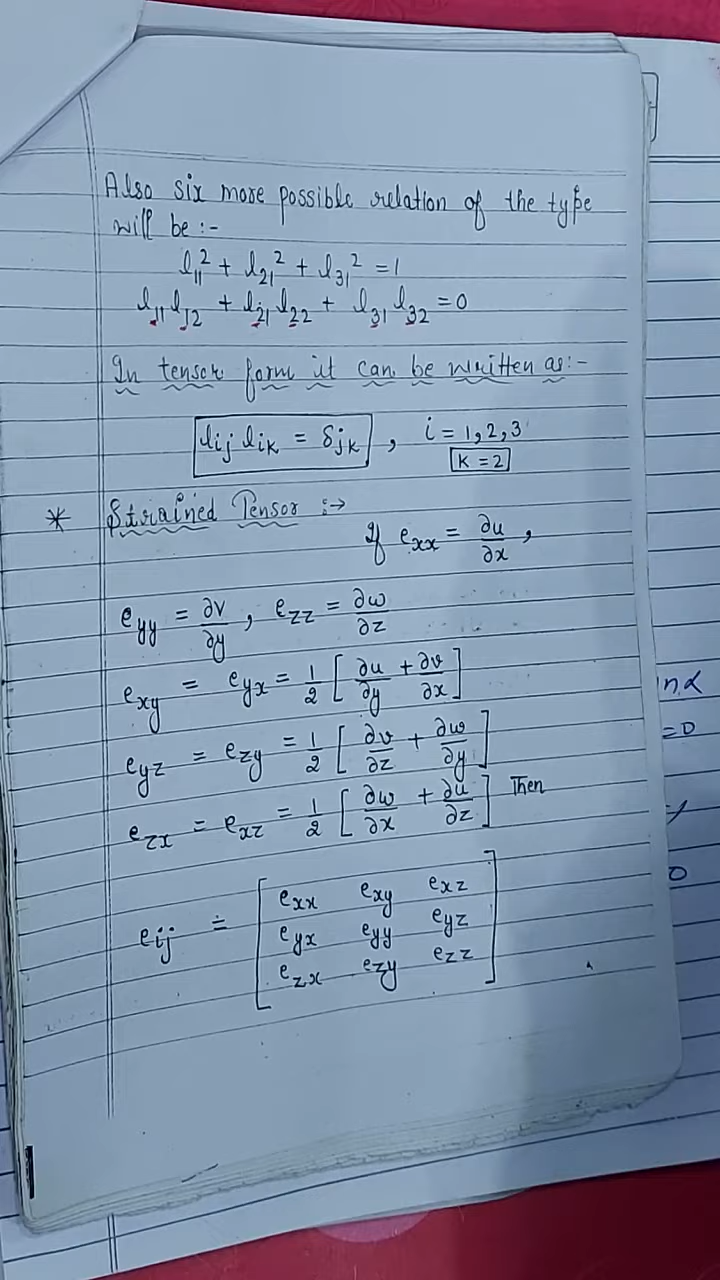 Also six more possible relation of the type
will be :-
l₁₁² + l₂₁² + l₃₁² = 1
l₁₁ l₁₂ + l₂₁ l₂₂ + l₃₁ l₃₂ = 0
In tensor form it can be written as:-
lij lik = δjk , i = 1, 2, 3
K = 2
* Strained Tensor :→
If exx = ∂u/∂x ,
eyy = ∂v/∂y , ezz = ∂w/∂z
exy = eyx = 1/2 [ ∂u/∂y + ∂v/∂x ]
eyz = ezy = 1/2 [ ∂v/∂z + ∂w/∂y ]
ezx = exz = 1/2 [ ∂w/∂x + ∂u/∂z ] Then
eij = [ exx exy exz
eyx eyy eyz
ezx ezy ezz ]
=0
0